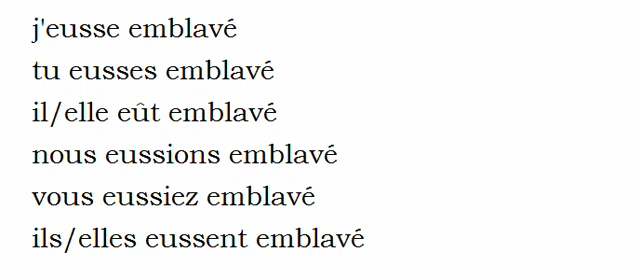 j'eusse emblavé
tu eusses emblavé
il/elle eût emblavé
nous eussions emblavé
vous eussiez emblavé
ils/elles eussent emblavé